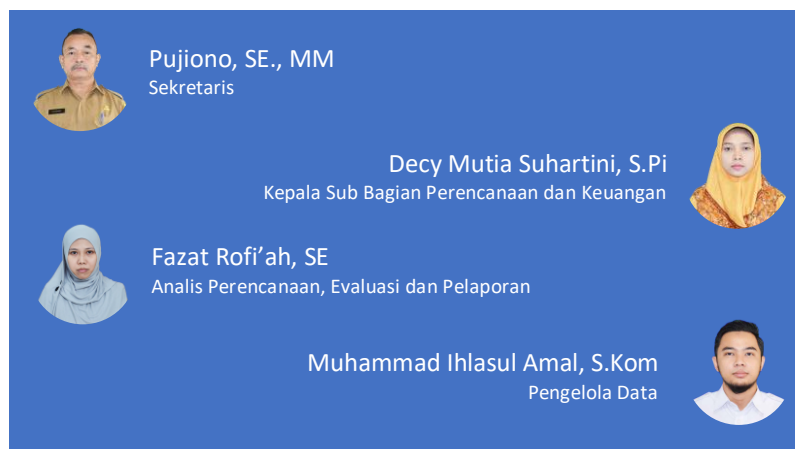 Pujiono, SE., MM
Sekretaris
Decy Mutia Suhartini, S.Pi
Kepala Sub Bagian Perencanaan dan Keuangan
Fazat Rofi’ah, SE
Analis Perencanaan, Evaluasi dan Pelaporan
Muhammad Ihlasul Amal, S.Kom
Pengelola Data